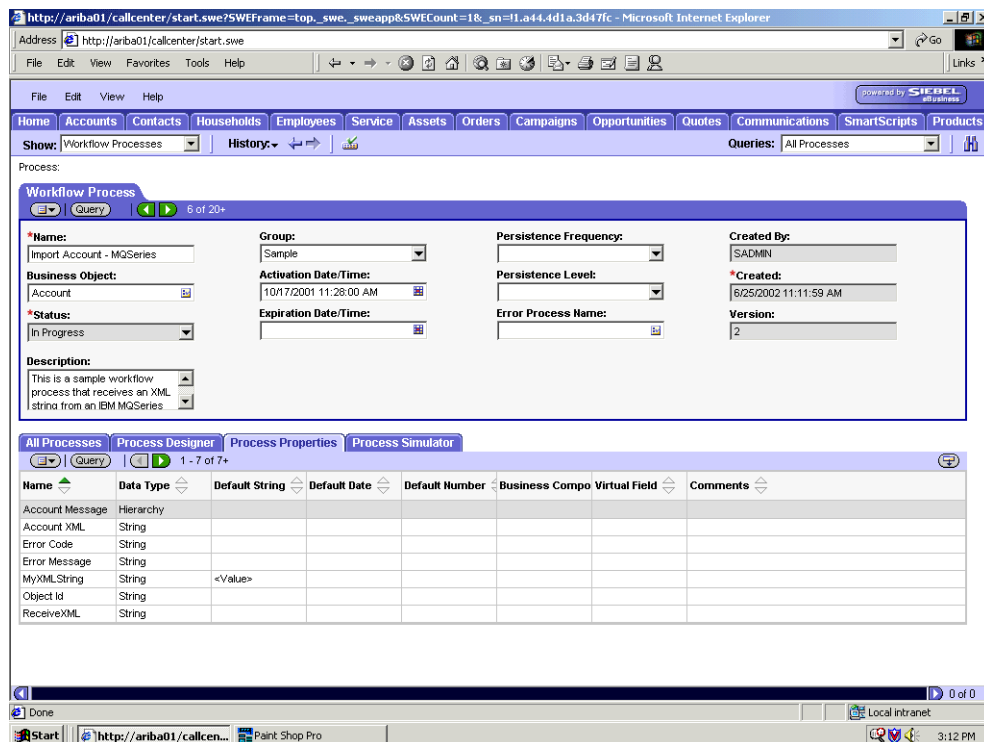 http://ariba01/callcenter/start.swe?SWEFrame=top._swe._sweapp&SWECount=1&_sn=!1.a44.4d1a.3d47fc - Microsoft Internet Explorer
Address http://ariba01/callcenter/start.swe Go
File Edit View Favorites Tools Help Links
File Edit View Help powered by SIEBEL eBusiness
Home Accounts Contacts Households Employees Service Assets Orders Campaigns Opportunities Quotes Communications SmartScripts Products
Show: Workflow Processes History: Queries: All Processes
Process:
Workflow Process
Query 6 of 20+
*Name: Group: Persistence Frequency: Created By:
Import Account - MQSeries Sample SADMIN
Business Object: Activation Date/Time: Persistence Level: *Created:
Account 10/17/2001 11:28:00 AM 6/25/2002 11:11:59 AM
*Status: Expiration Date/Time: Error Process Name: Version:
In Progress 2
Description:
This is a sample workflow
process that receives an XML
string from an IBM MQSeries
All Processes Process Designer Process Properties Process Simulator
Query 1 - 7 of 7+
Name Data Type Default String Default Date Default Number Business Compo Virtual Field Comments
Account Message Hierarchy
Account XML String
Error Code String
Error Message String
MyXMLString String <Value>
Object Id String
ReceiveXML String
0 of 0
Done Local intranet
Start http://ariba01/callcen... Paint Shop Pro 3:12 PM